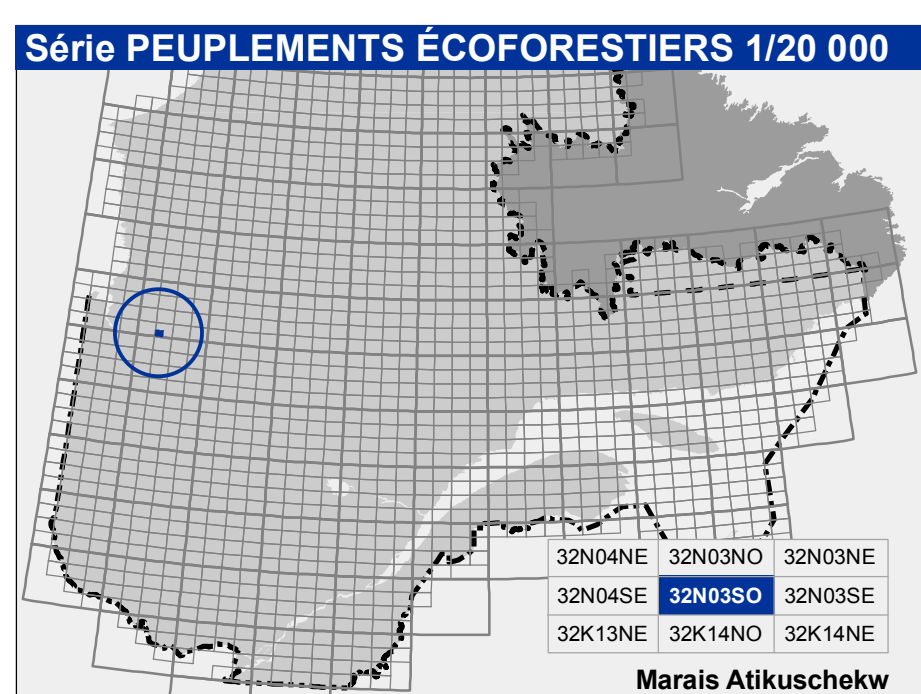 Série PEUPLEMENTS ÉCOFORESTIERS 1/20 000
32N04NE 32N03NO 32N03NE
32N04SE 32N03SO 32N03SE
32K13NE 32K14NO 32K14NE
Marais Atikuschekw